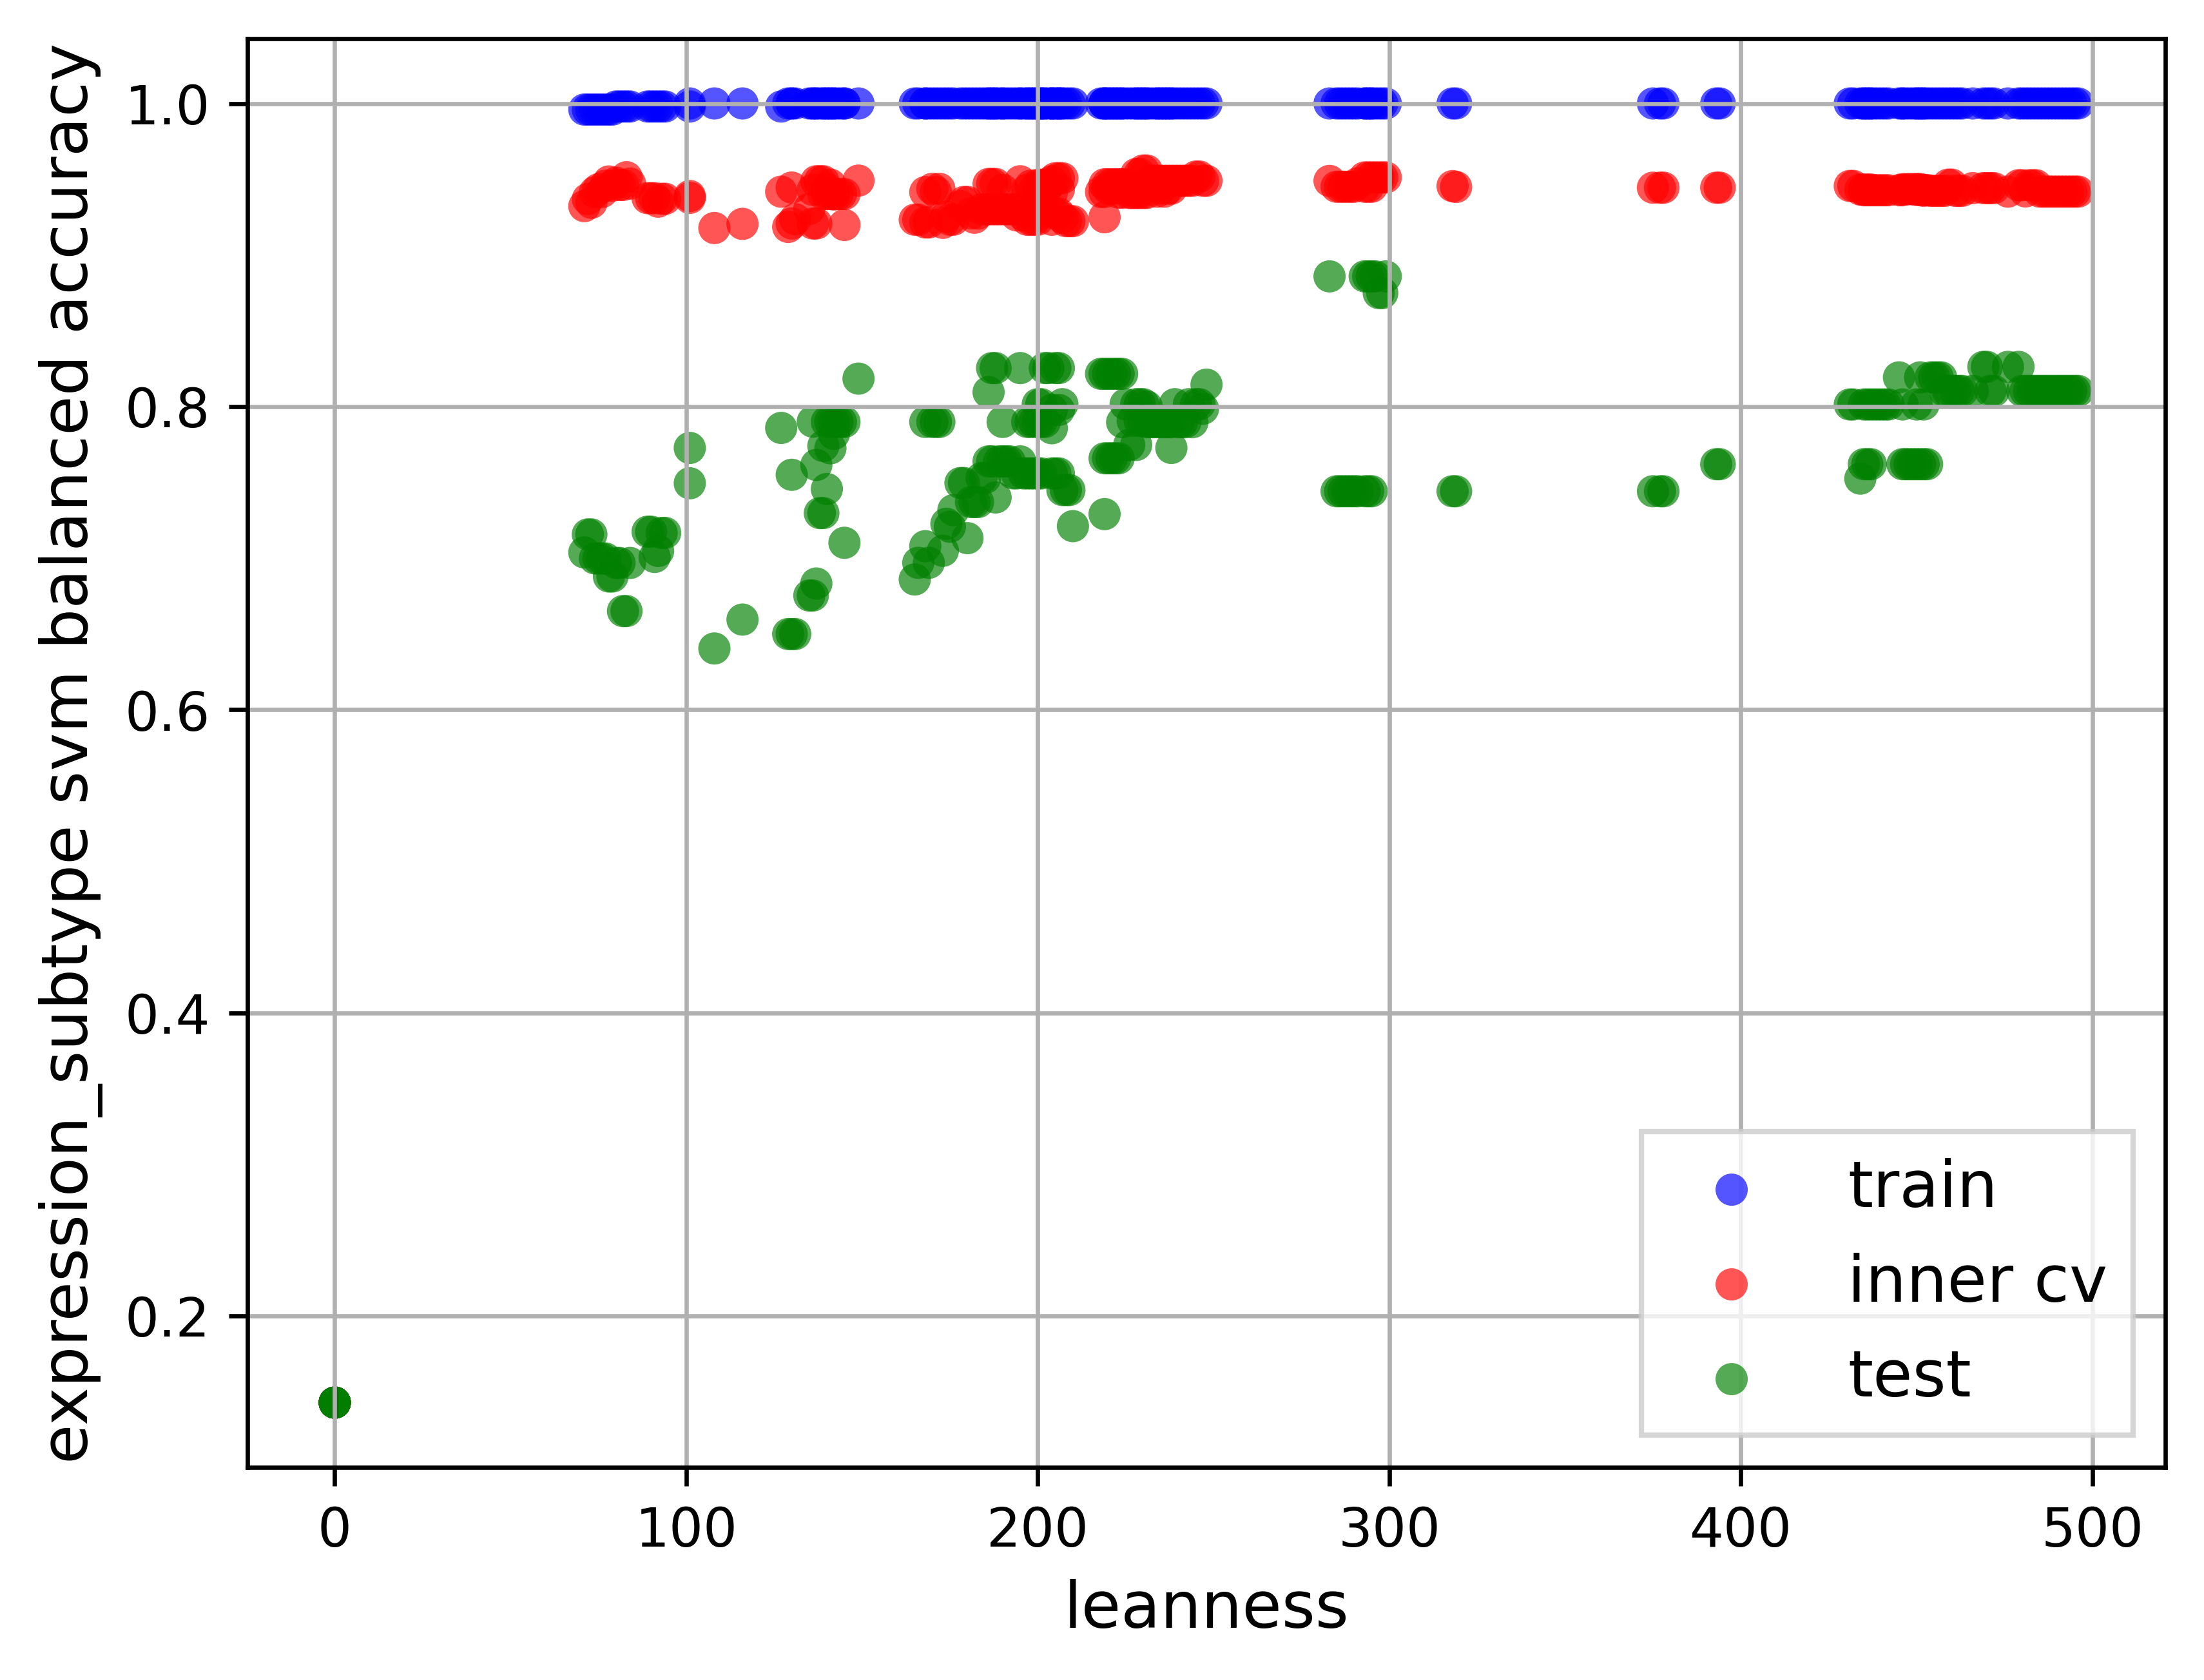 expression_subtype svm balanced accuracy
1.0
0.8
0.6
0.4
0.2
0 100 200 300 400 500
leanness
train
inner cv
test